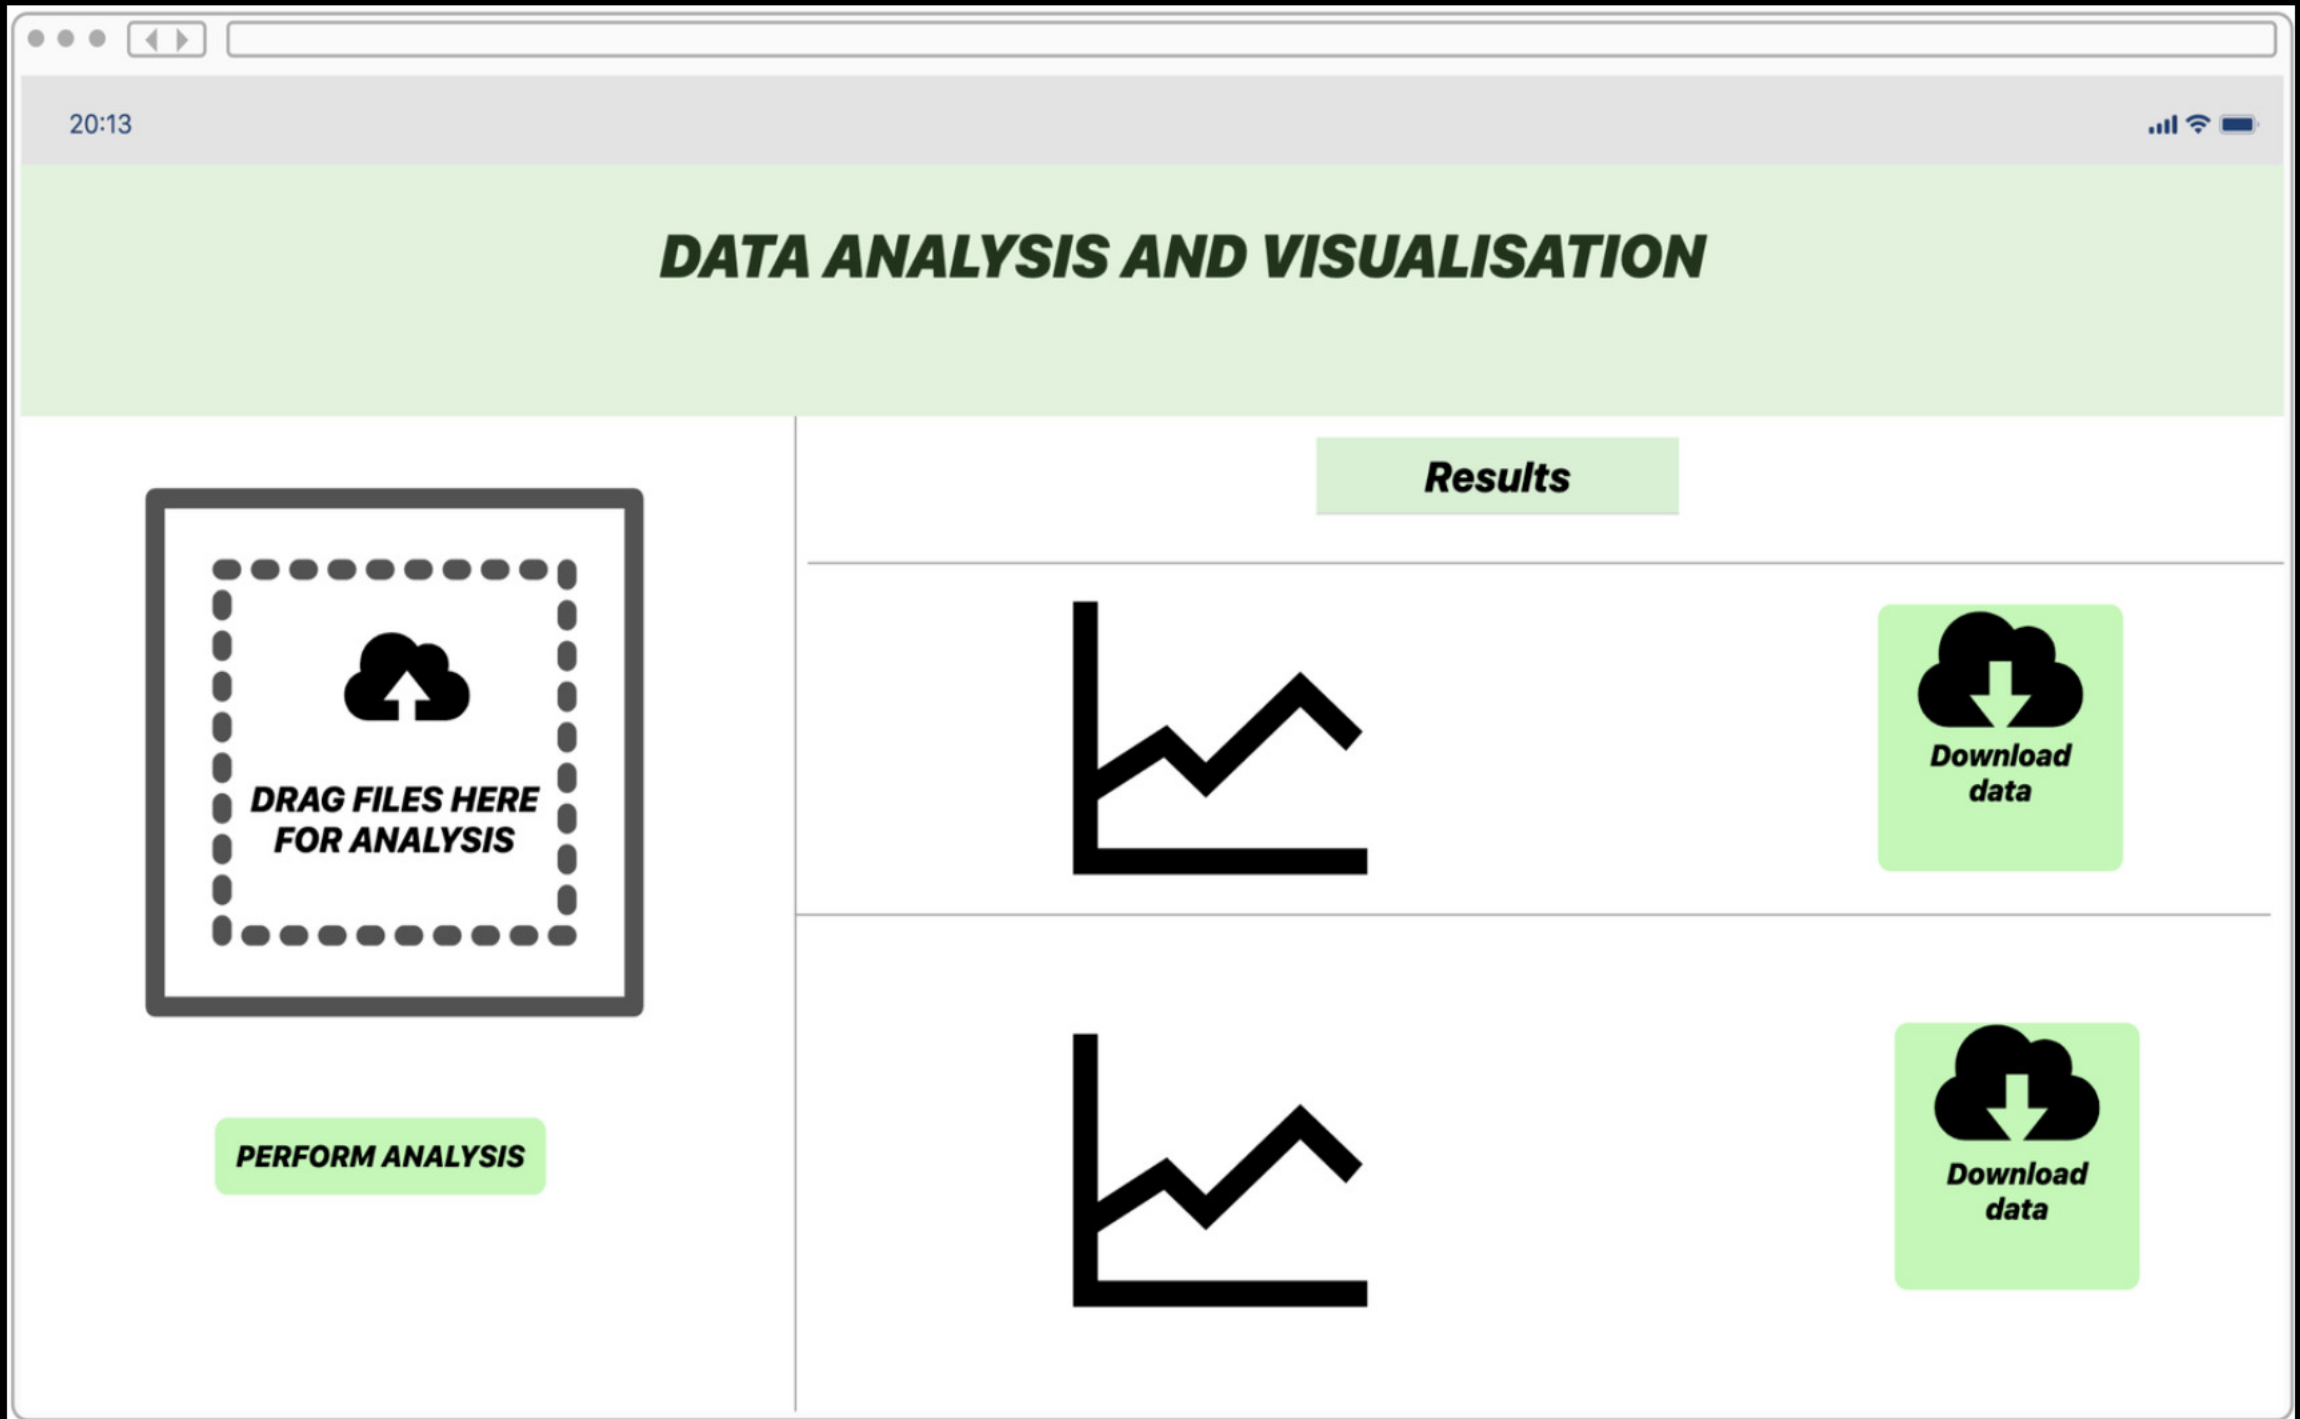 20:13
DATA ANALYSIS AND VISUALISATION
Results
DRAG FILES HERE
FOR ANALYSIS
Download
data
PERFORM ANALYSIS
Download
data